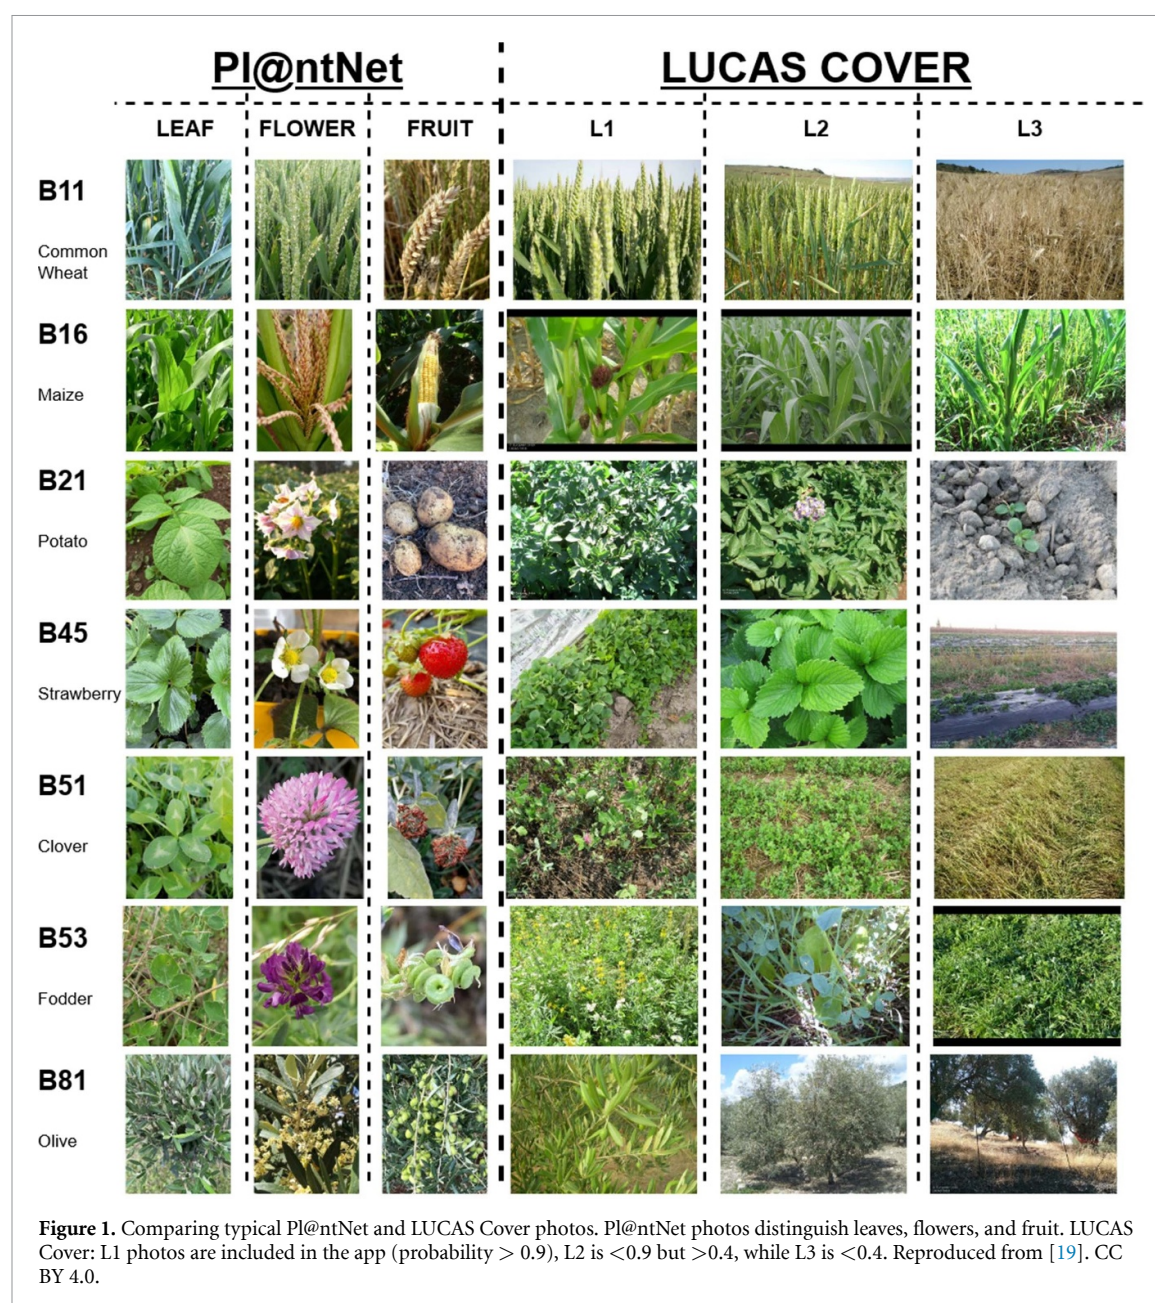 Pl@ntNet LUCAS COVER
LEAF FLOWER FRUIT L1 L2 L3
B11
Common
Wheat
B16
Maize
B21
Potato
B45
Strawberry
B51
Clover
B53
Fodder
B81
Olive
Figure 1. Comparing typical Pl@ntNet and LUCAS Cover photos. Pl@ntNet photos distinguish leaves, flowers, and fruit. LUCAS
Cover: L1 photos are included in the app (probability > 0.9), L2 is <0.9 but >0.4, while L3 is <0.4. Reproduced from [19]. CC
BY 4.0.